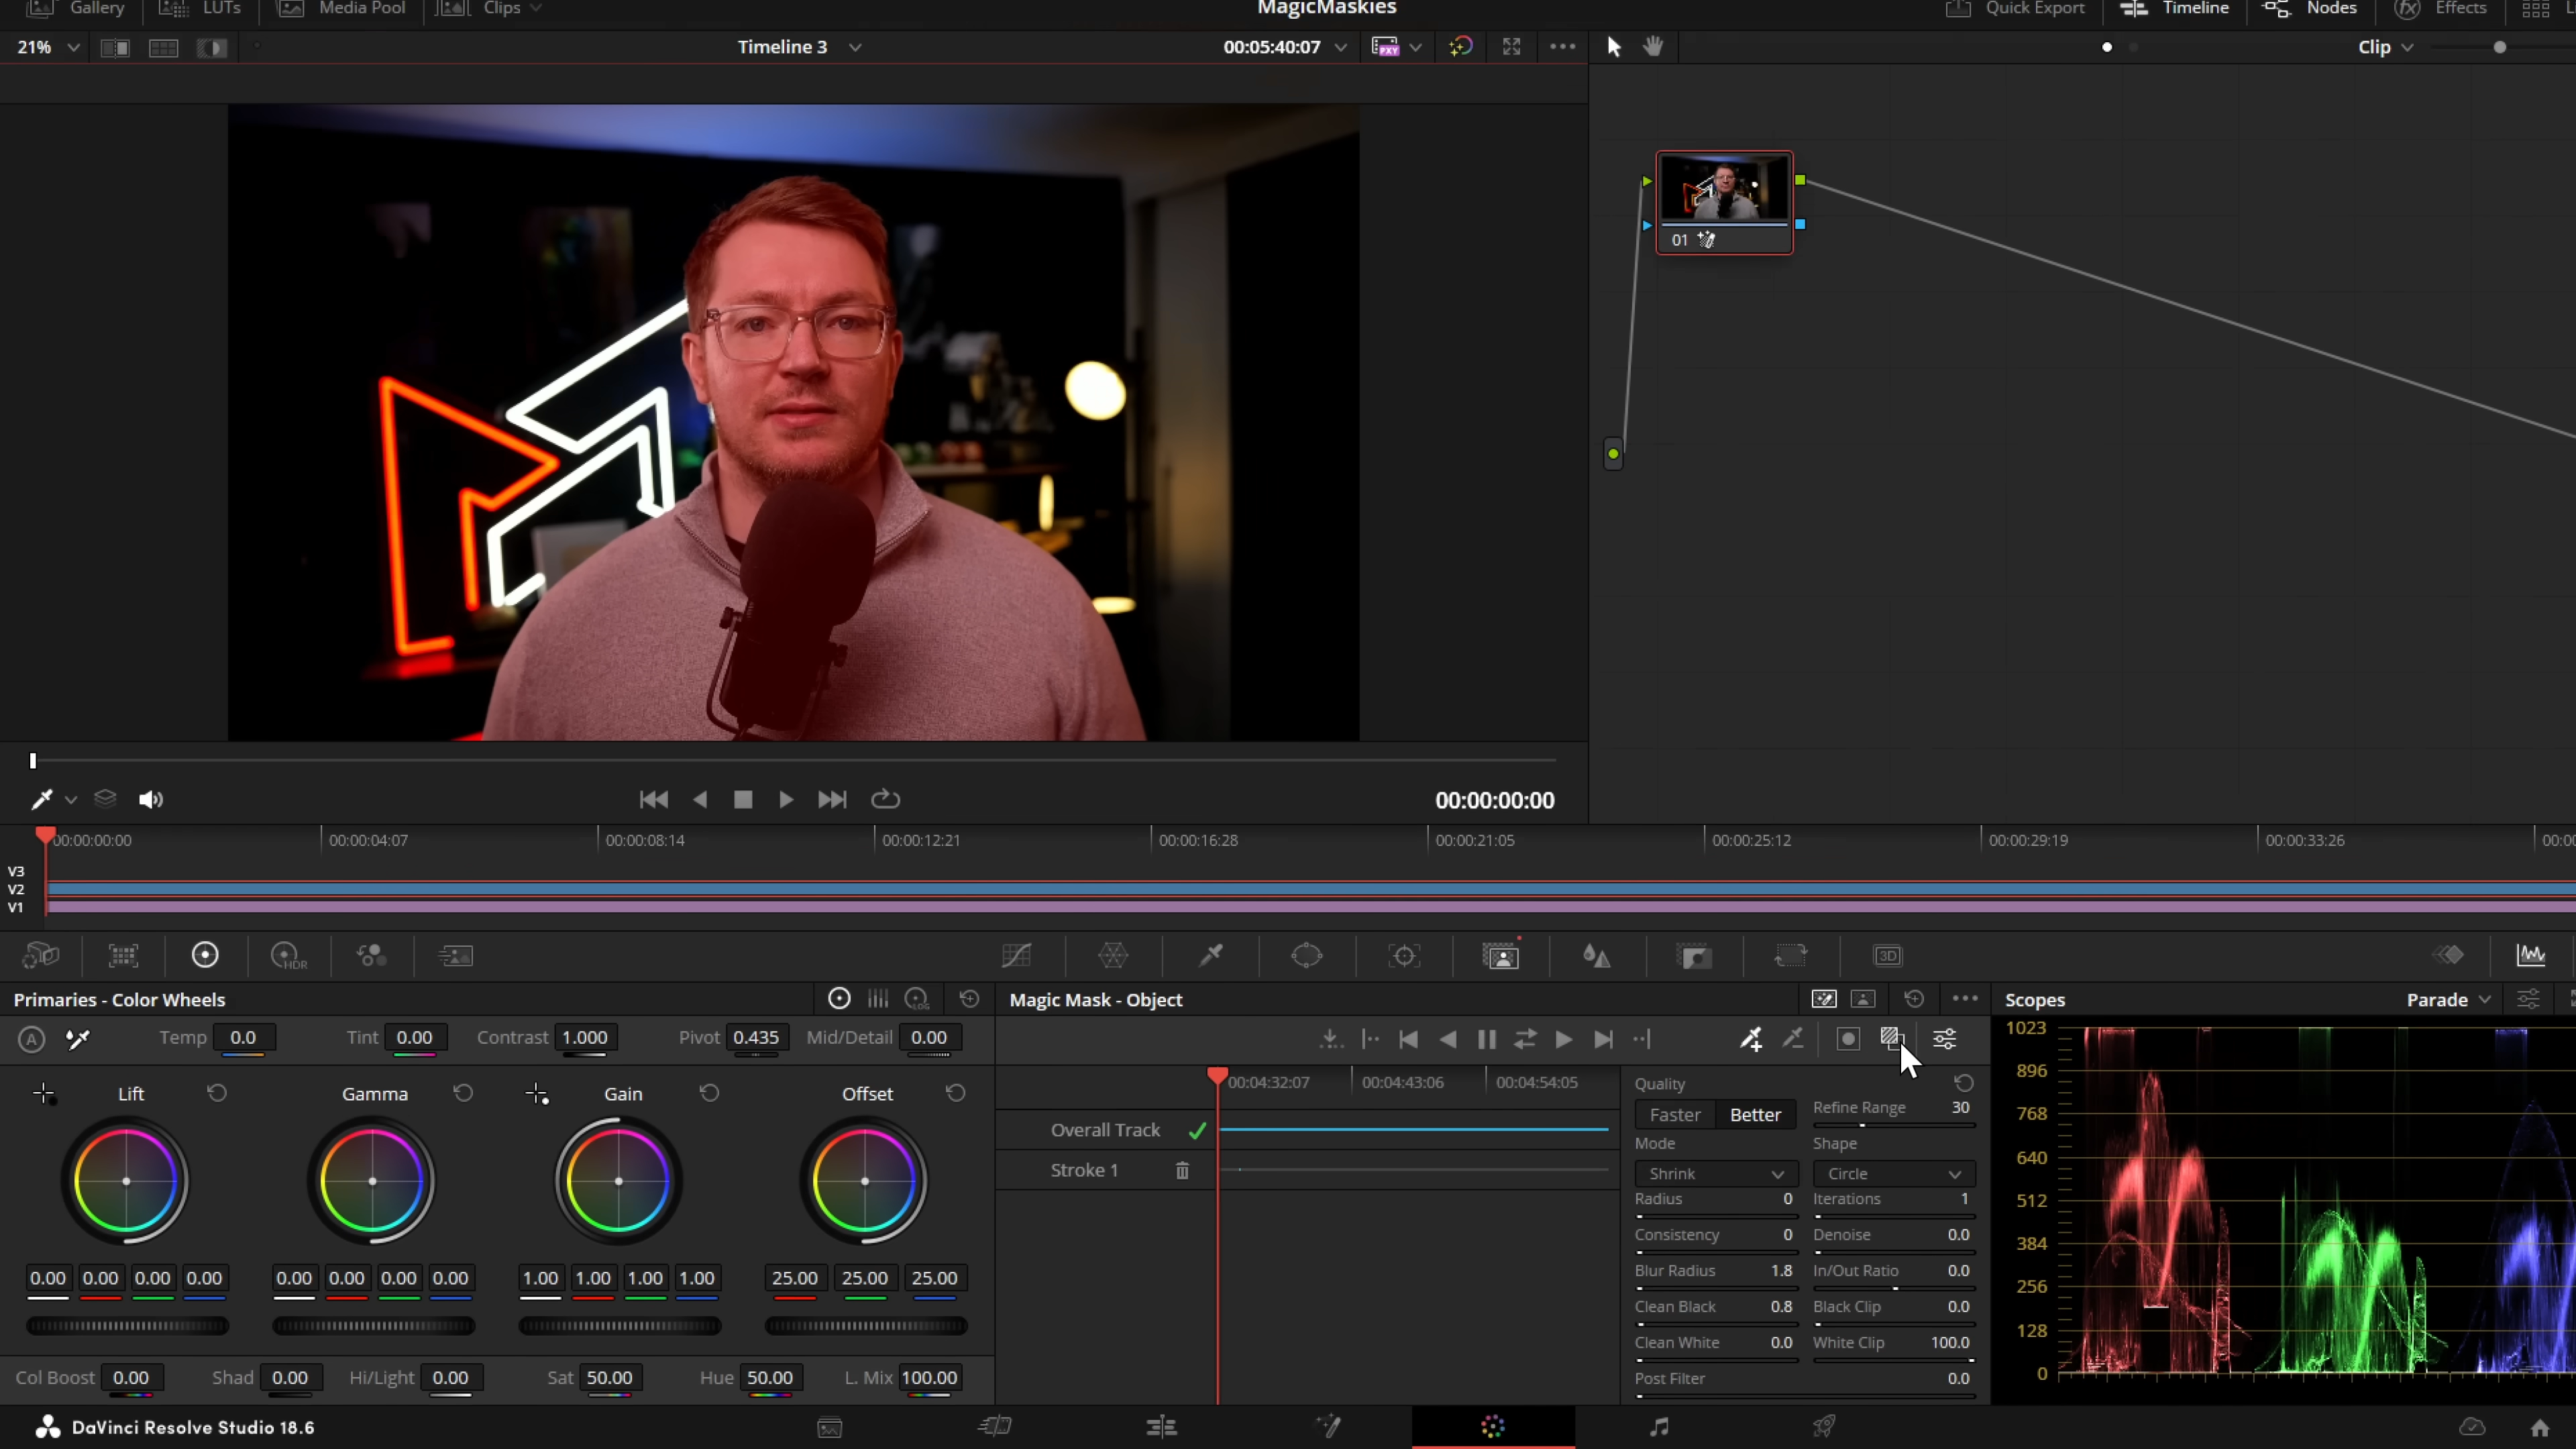 Gallery LUTs Media Pool Clips MagicMaskies Quick Export Timeline Nodes Effects
21% Timeline 3 00:05:40:07 PXY Clip
01
00:00:00:00
00:00:00:00 00:00:04:07 00:00:08:14 00:00:12:21 00:00:16:28 00:00:21:05 00:00:25:12 00:00:29:19 00:00:33:26
V3
V2
V1
HDR 3D
Primaries - Color Wheels LOG Magic Mask - Object Scopes Parade
A Temp 0.0 Tint 0.00 Contrast 1.000 Pivot 0.435 Mid/Detail 0.00
Lift Gamma Gain Offset
0.00 0.00 0.00 0.00 0.00 0.00 0.00 0.00 1.00 1.00 1.00 1.00 25.00 25.00 25.00
Col Boost 0.00 Shad 0.00 Hi/Light 0.00 Sat 50.00 Hue 50.00 L. Mix 100.00
00:04:32:07 00:04:43:06 00:04:54:05
Overall Track
Stroke 1
Quality
Faster Better Refine Range 30
Mode Shape
Shrink Circle
Radius 0 Iterations 1
Consistency 0 Denoise 0.0
Blur Radius 1.8 In/Out Ratio 0.0
Clean Black 0.8 Black Clip 0.0
Clean White 0.0 White Clip 100.0
Post Filter 0.0
1023
896
768
640
512
384
256
128
0
DaVinci Resolve Studio 18.6